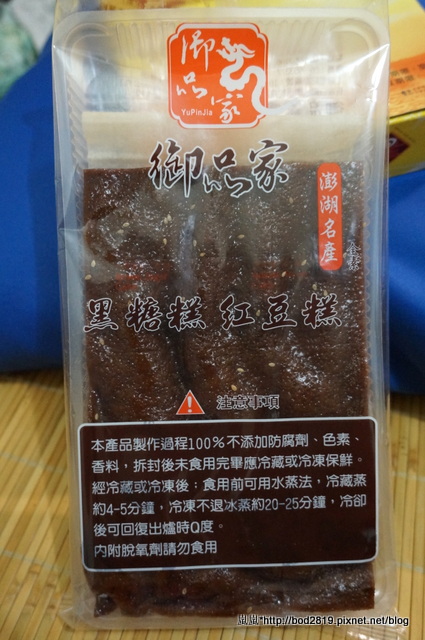 御品家
YuPinJia
御品家
澎湖名產
全素
黑糖糕 紅豆糕
注意事項
本產品製作過程100%不添加防腐劑、色素、
香料，拆封後未食用完畢應冷藏或冷凍保鮮。
經冷藏或冷凍後：食用前可用水蒸法，冷藏蒸
約4-5分鐘，冷凍不退冰蒸約20-25分鐘，冷卻
後可回復出爐時Q度。
內附脫氧劑請勿食用
"http://bod2819.pixnet.net/blog